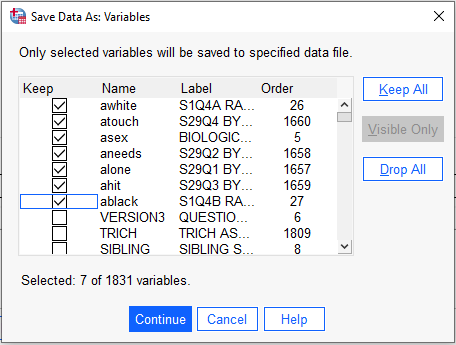 Save Data As: Variables
Only selected variables will be saved to specified data file.
Keep Name Label Order
awhite S1Q4A RA... 26
atouch S29Q4 BY... 1660
asex BIOLOGIC... 5
aneeds S29Q2 BY... 1658
alone S29Q1 BY... 1657
ahit S29Q3 BY... 1659
ablack S1Q4B RA... 27
VERSION3 QUESTIO... 6
TRICH TRICH AS... 1809
SIBLING SIBLING S... 8
Keep All
Visible Only
Drop All
Selected: 7 of 1831 variables.
Continue Cancel Help